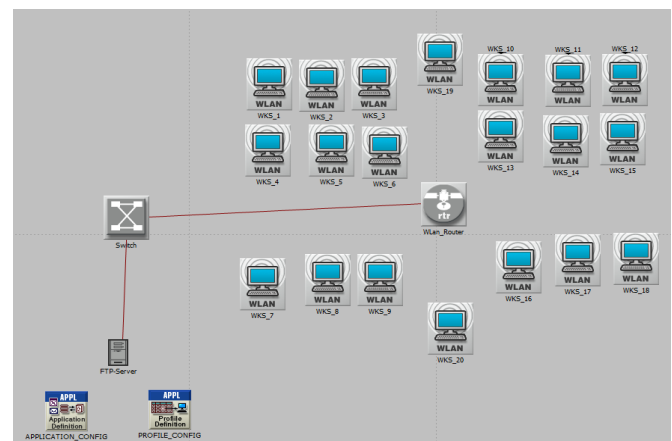 WKS_10
WKS_11
WKS_12
WLAN
WLAN
WLAN
WLAN
WLAN
WLAN
WLAN
WKS_1
WKS_2
WKS_3
WKS_19
WLAN
WLAN
WLAN
WLAN
WLAN
WLAN
WKS_4
WKS_5
WKS_6
WKS_13
WKS_14
WKS_15
rtr
Switch
WLan_Router
WLAN
WLAN
WLAN
WLAN
WLAN
WLAN
WKS_7
WKS_8
WKS_9
WKS_16
WKS_17
WKS_18
WLAN
WKS_20
FTP-Server
APPL
Application
Definition
APPLICATION_CONFIG
APPL
Profile
Definition
PROFILE_CONFIG